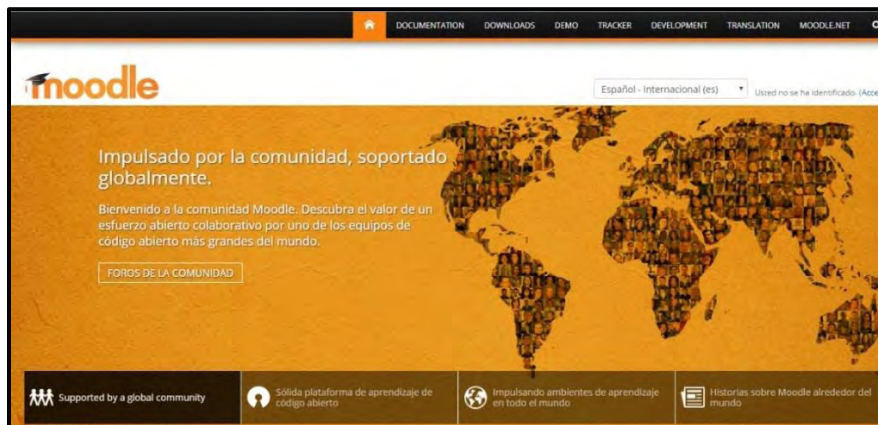 DOCUMENTATION DOWNLOADS DEMO TRACKER DEVELOPMENT TRANSLATION MOODLE.NET
moodle
Español - Internacional (es)
Usted no se ha identificado. (Acce
Impulsado por la comunidad, soportado
globalmente.
Bienvenido a la comunidad Moodle. Descubra el valor de un
esfuerzo abierto colaborativo por uno de los equipos de
código abierto más grandes del mundo.
FOROS DE LA COMUNIDAD
Supported by a global community
Sólida plataforma de aprendizaje de
código abierto
Impulsando ambientes de aprendizaje
en todo el mundo
Historias sobre Moodle alrededor del
mundo